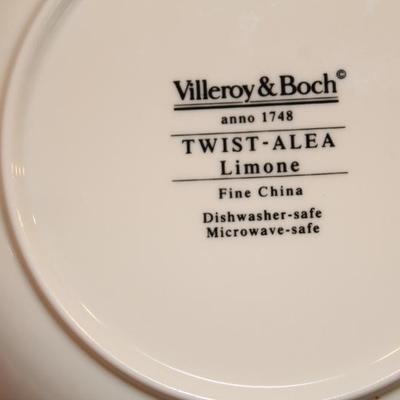 Villeroy & Boch©
anno 1748
TWIST-ALEA
Limone
Fine China
Dishwasher-safe
Microwave-safe